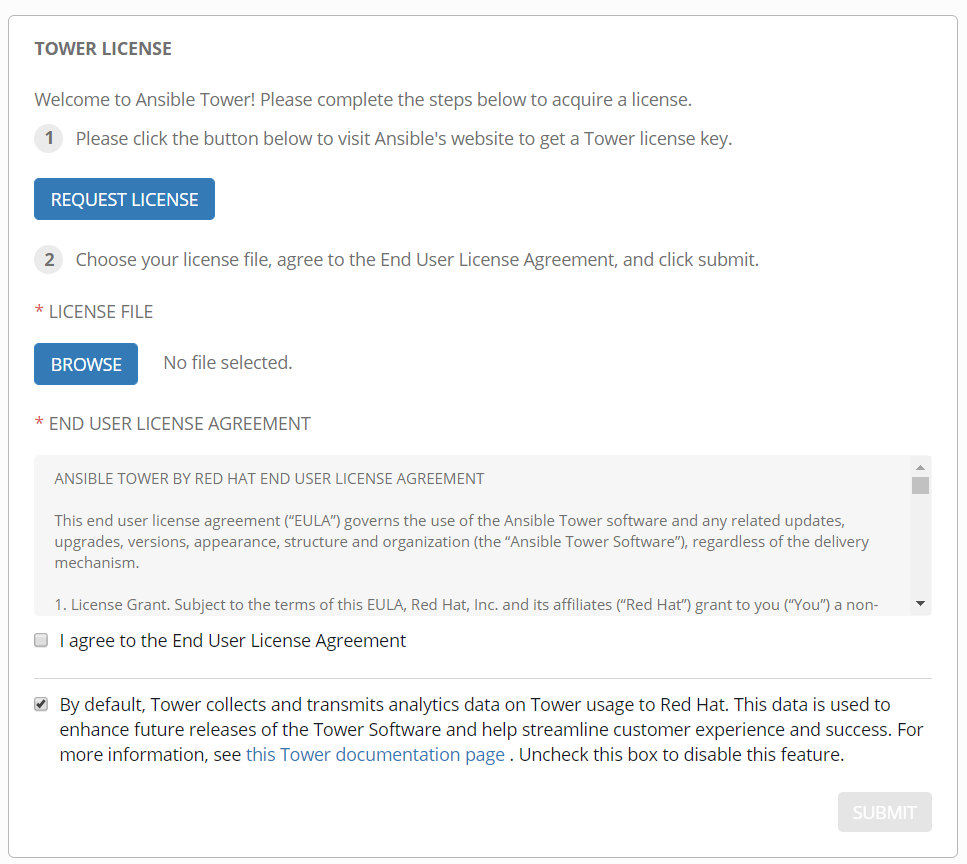 TOWER LICENSE
Welcome to Ansible Tower! Please complete the steps below to acquire a license.
1 Please click the button below to visit Ansible's website to get a Tower license key.
REQUEST LICENSE
2 Choose your license file, agree to the End User License Agreement, and click submit.
* LICENSE FILE
BROWSE No file selected.
* END USER LICENSE AGREEMENT
ANSIBLE TOWER BY RED HAT END USER LICENSE AGREEMENT
This end user license agreement (“EULA”) governs the use of the Ansible Tower software and any related updates,
upgrades, versions, appearance, structure and organization (the “Ansible Tower Software”), regardless of the delivery
mechanism.
1. License Grant. Subject to the terms of this EULA, Red Hat, Inc. and its affiliates (“Red Hat”) grant to you (“You”) a non-
I agree to the End User License Agreement
By default, Tower collects and transmits analytics data on Tower usage to Red Hat. This data is used to
enhance future releases of the Tower Software and help streamline customer experience and success. For
more information, see this Tower documentation page . Uncheck this box to disable this feature.
SUBMIT